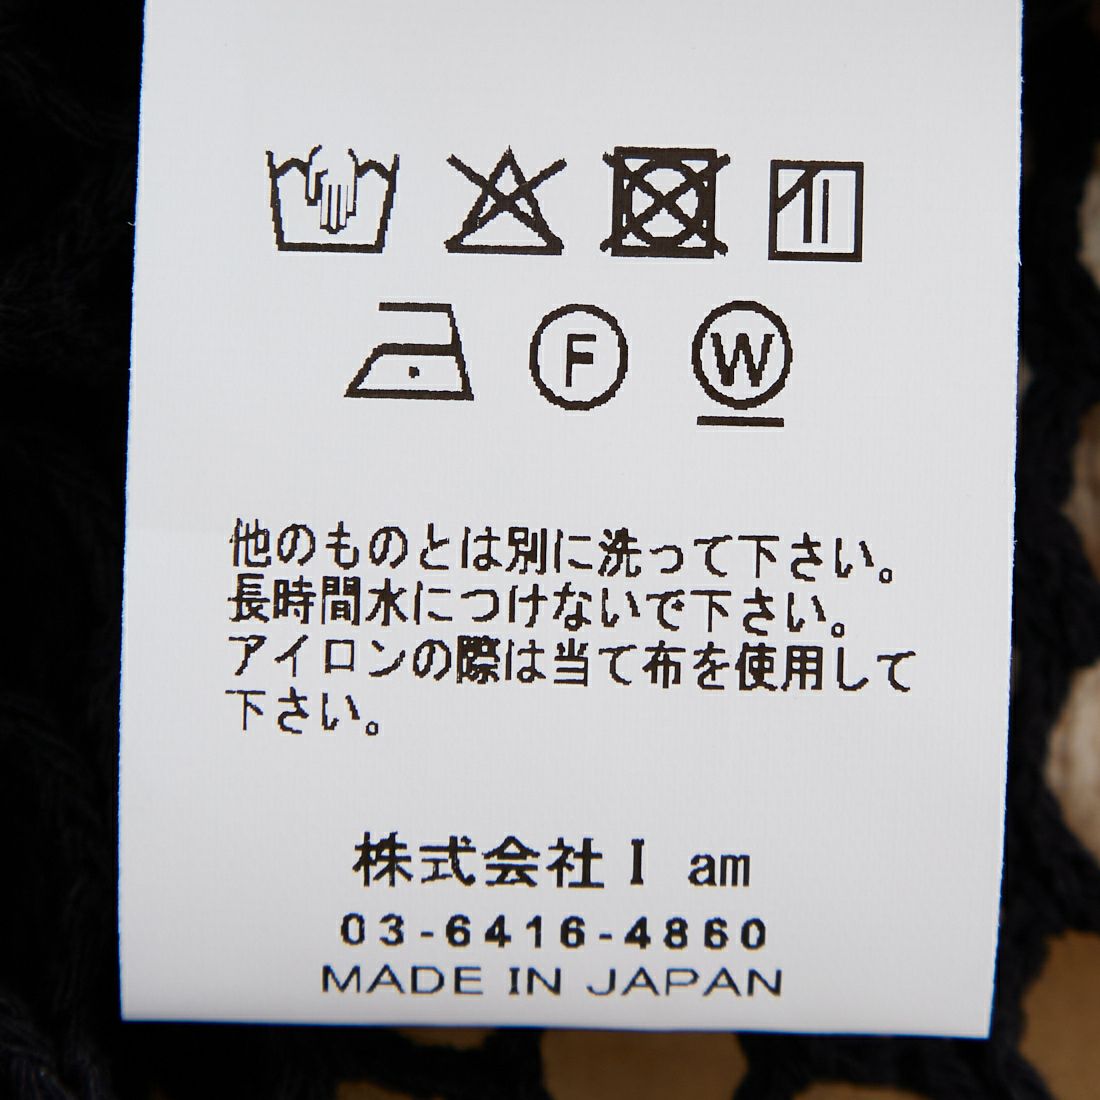 F W
他のものとは別に洗って下さい。
長時間水につけないで下さい。
アイロンの際は当て布を使用して
下さい。
株式会社 I am
03-6416-4860
MADE IN JAPAN